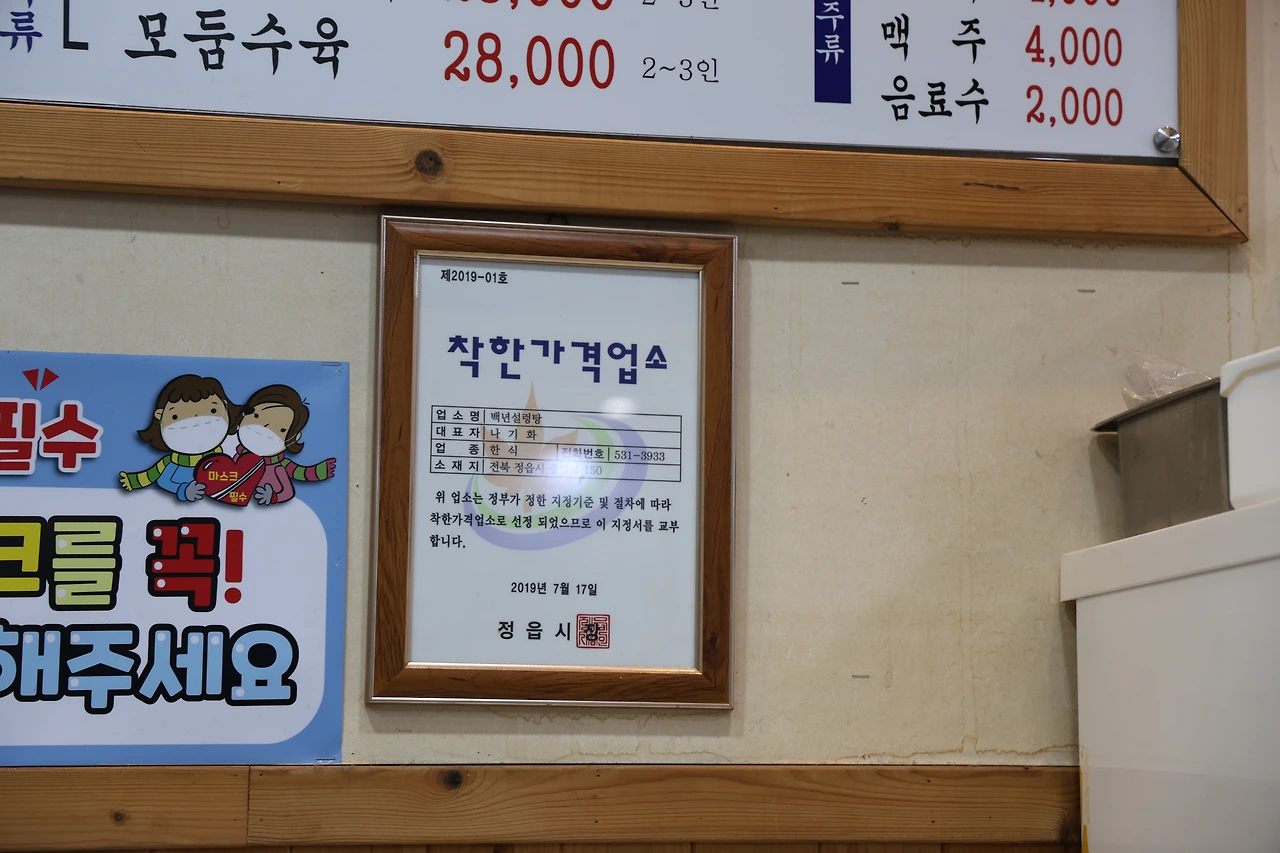 모둠수육 28,000 2~3인
주류
맥 주 4,000
음료수 2,000
제2019-01호
착한가격업소
업소명 백년설렁탕
대표자 나기화
업종 한식 전화번호 531-3933
소재지 전북 정읍시 150
위 업소는 정부가 정한 지정기준 및 절차에 따라
착한가격업소로 선정 되었으므로 이 지정서를 교부
합니다.
2019년 7월 17일
정읍시장
필수
마스크
필수
크를 꼭!
해주세요